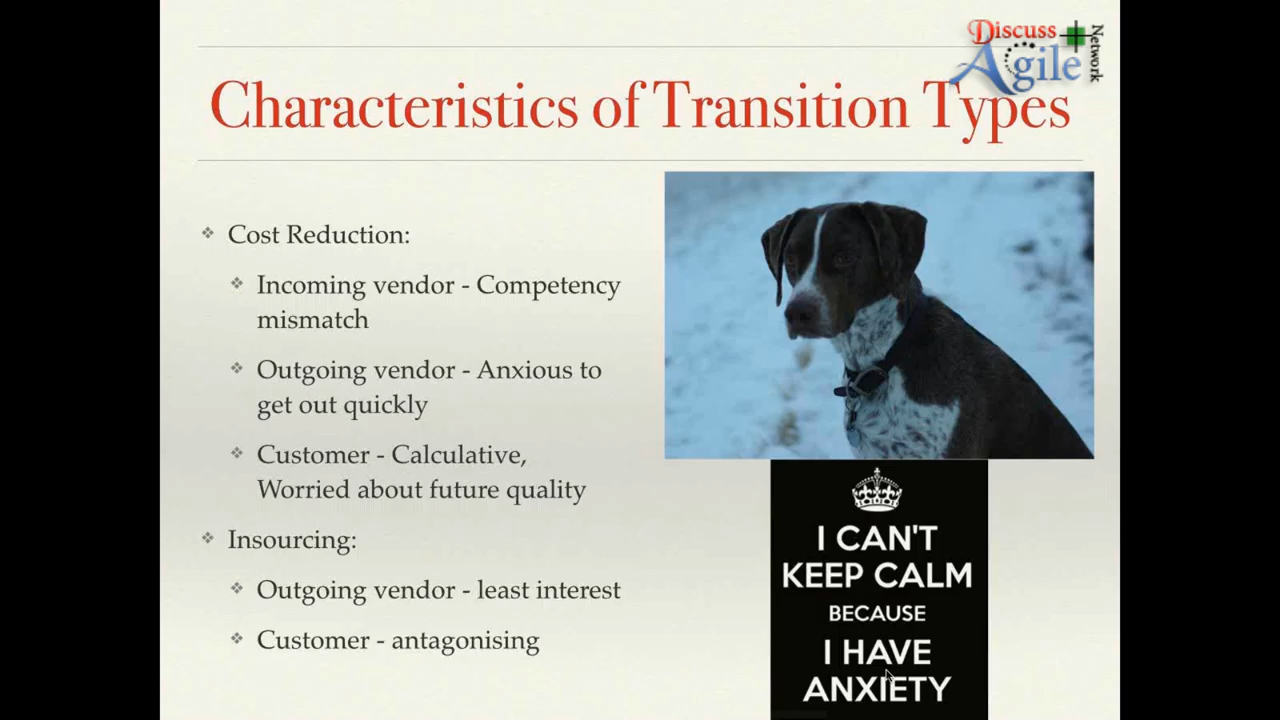 Discuss
Agile
Network
Characteristics of Transition Types
Cost Reduction:
Incoming vendor - Competency
mismatch
Outgoing vendor - Anxious to
get out quickly
Customer - Calculative,
Worried about future quality
Insourcing:
Outgoing vendor - least interest
Customer - antagonising
I CAN'T
KEEP CALM
BECAUSE
I HAVE
ANXIETY